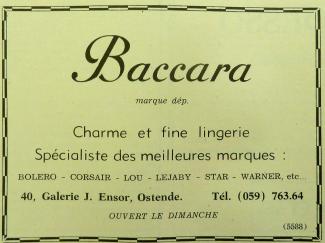 Baccara
marque dép.
Charme et fine lingerie
Spécialiste des meilleures marques :
BOLERO - CORSAIR - LOU - LEJABY - STAR - WARNER, etc...
40, Galerie J. Ensor, Ostende. Tél. (059) 763.64
OUVERT LE DIMANCHE
(5588)